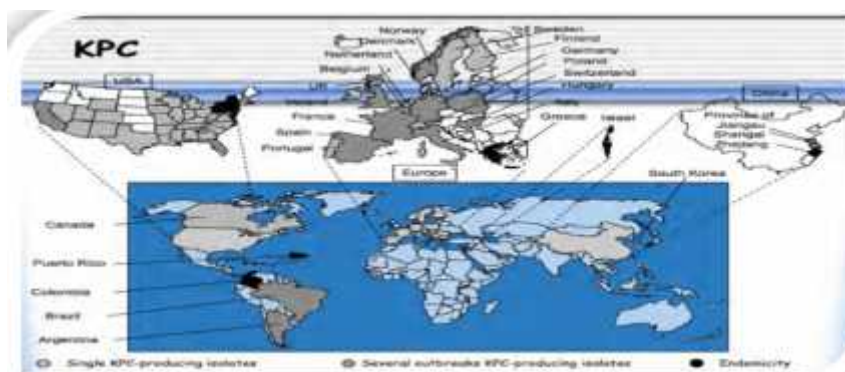 KPC
Norway
Sweden
Denmark
Finland
Netherland
Germany
Belgium
Poland
UK
Switzerland
Ireland
Hungary
France
Italy
Spain
Greece
Portugal
Israel
USA
Europe
China
Province of
Jiangsu
Shangai
Zhejiang
South Korea
Canada
Puerto Rico
Colombia
Brazil
Argentina
Single KPC-producing isolates
Several outbreaks KPC-producing isolates
Endemicity